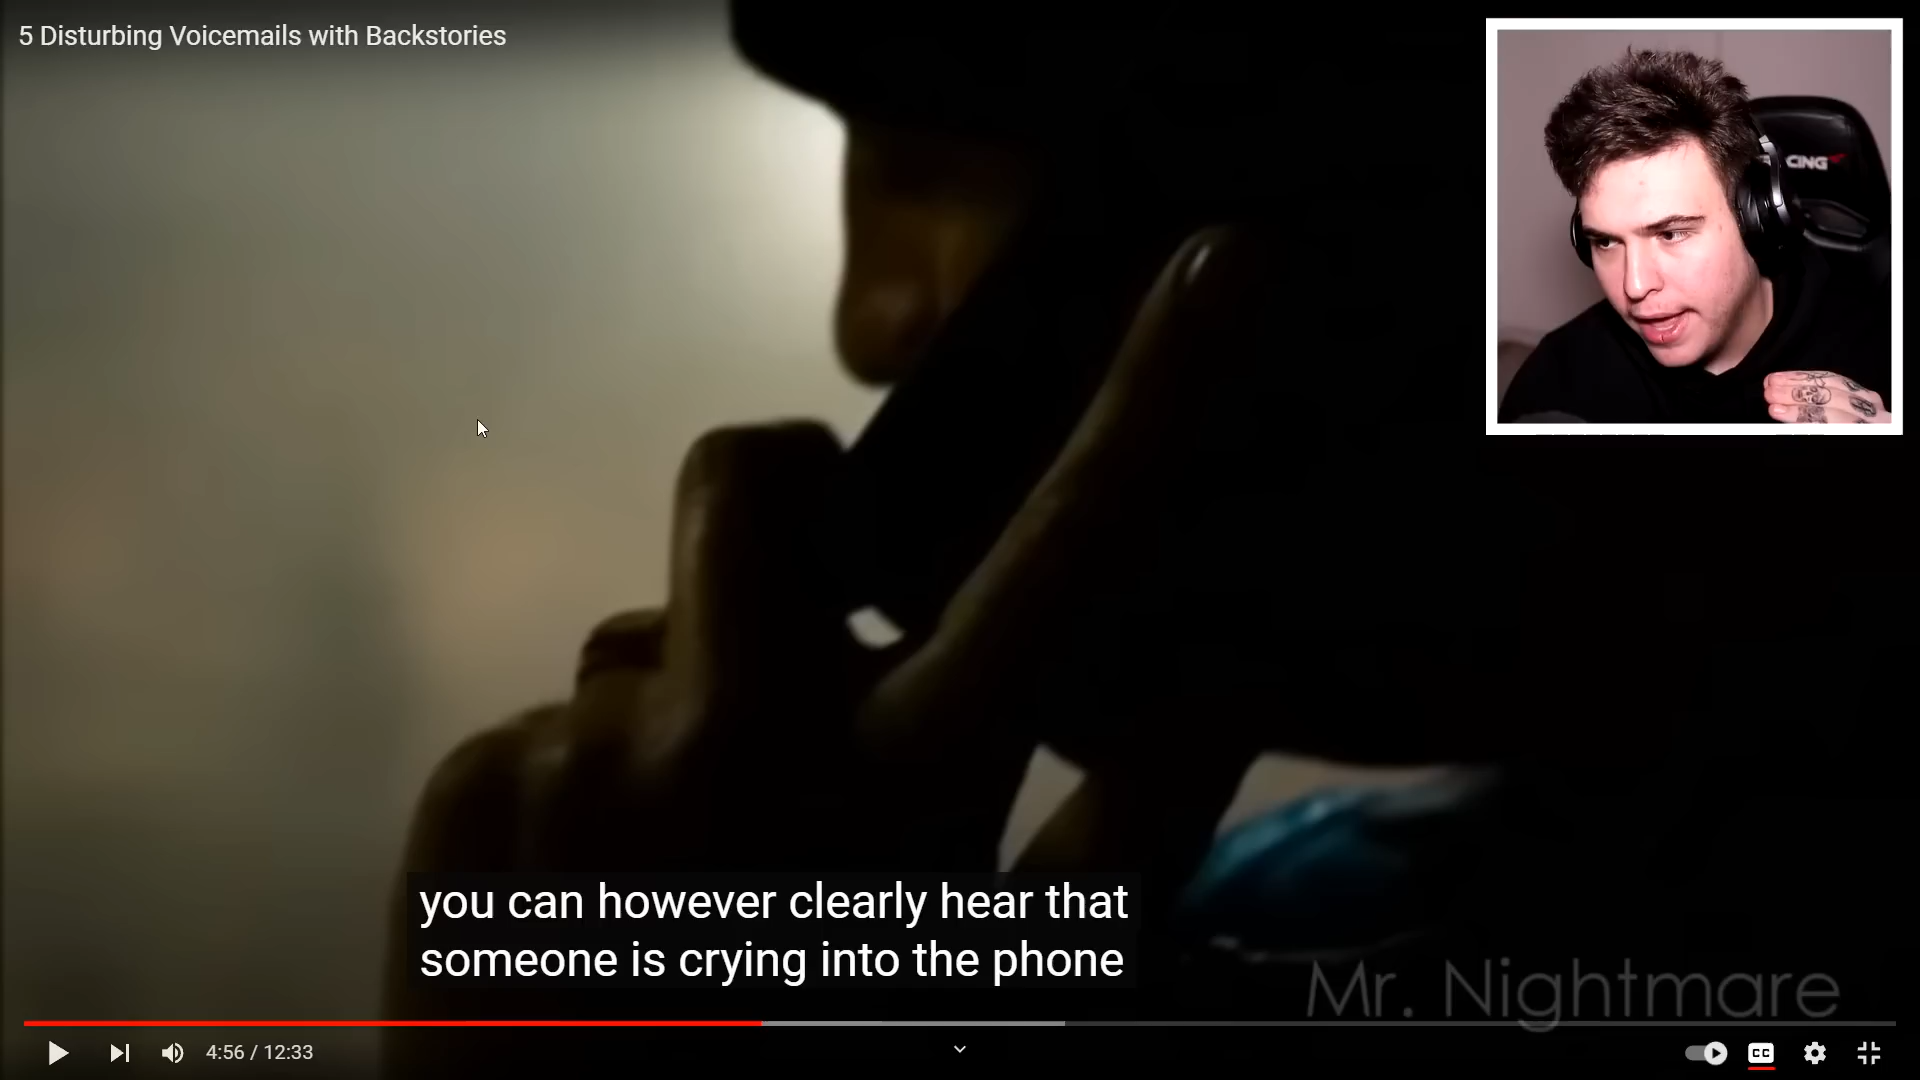 5 Disturbing Voicemails with Backstories
CING
you can however clearly hear that
someone is crying into the phone
Mr. Nightmare
4:56 / 12:33
CC